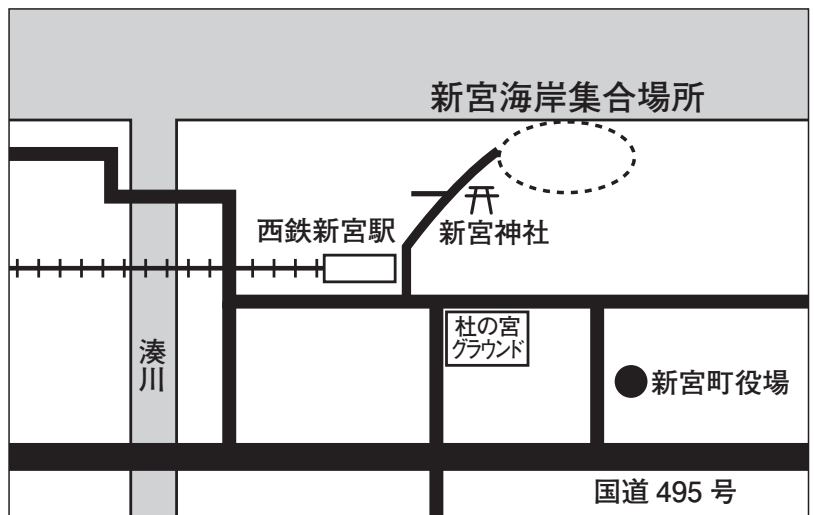 新宮海岸集合場所
西鉄新宮駅
新宮神社
湊川
杜の宮
グラウンド
新宮町役場
国道 495 号